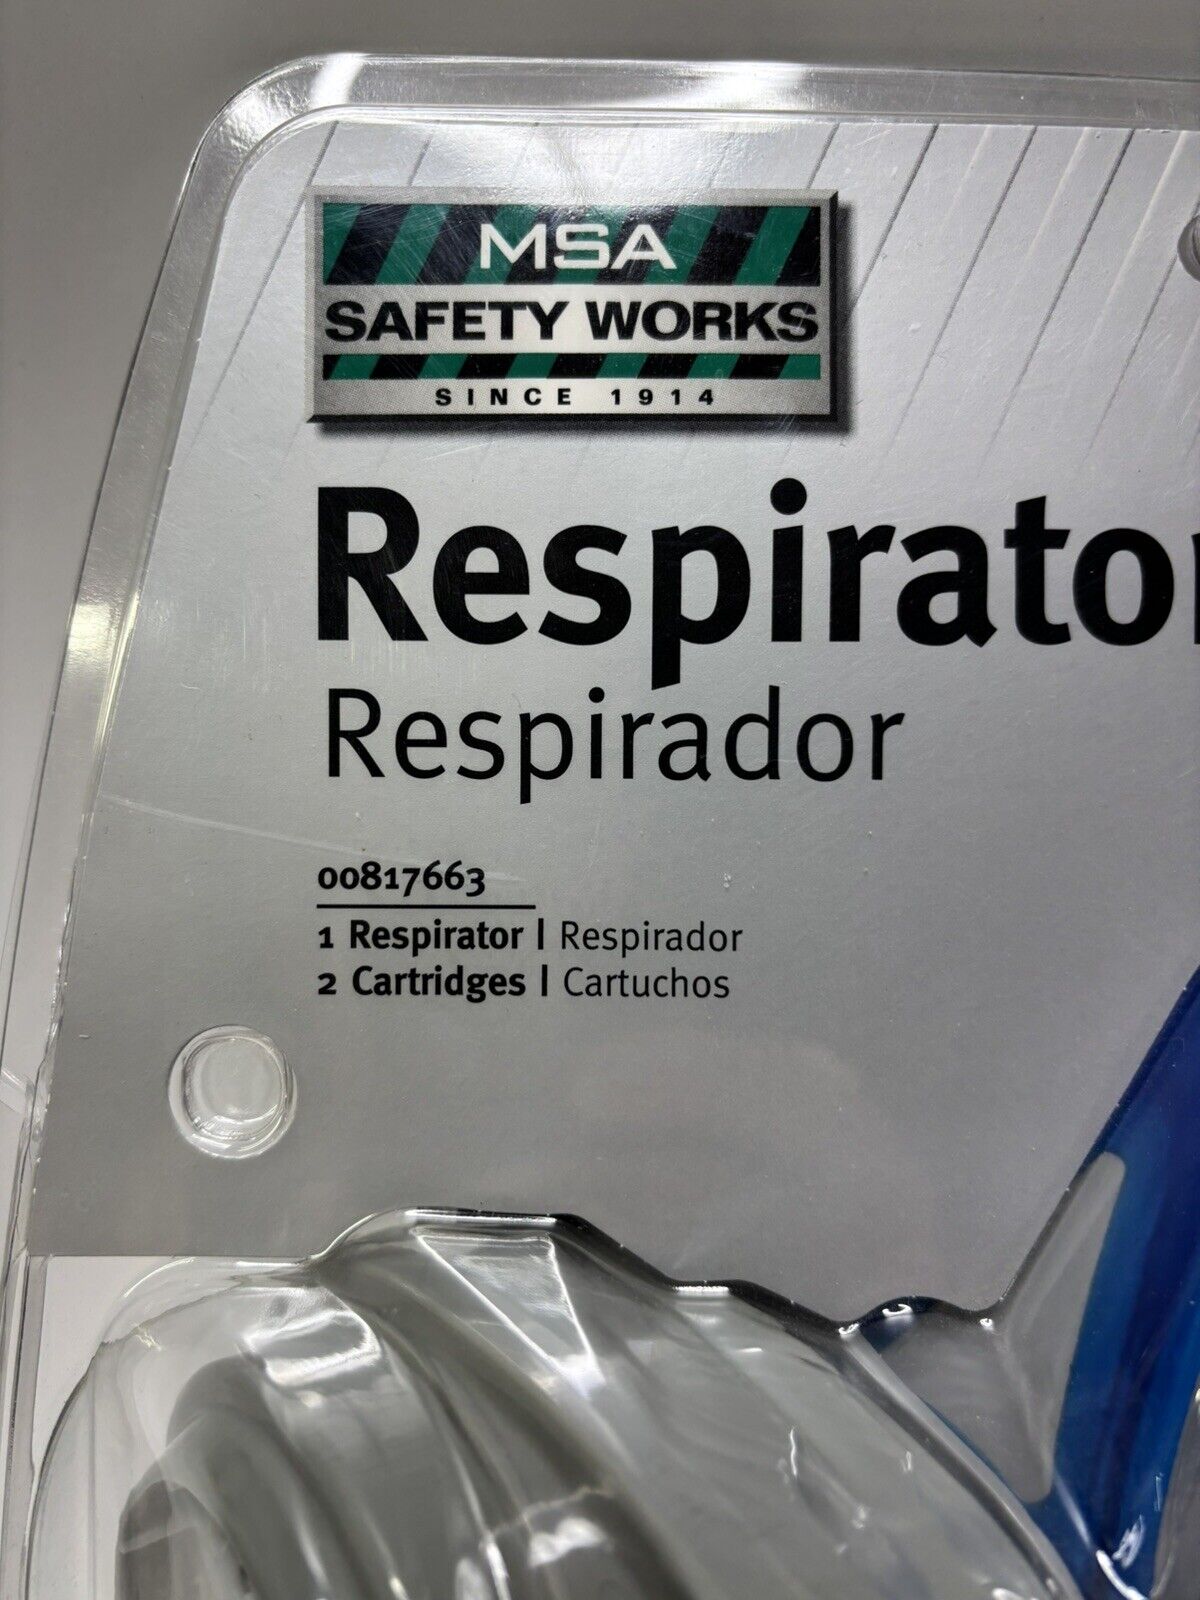 MSA
SAFETY WORKS
SINCE 1914
Respirator
Respirador
00817663
1 Respirator | Respirador
2 Cartridges | Cartuchos